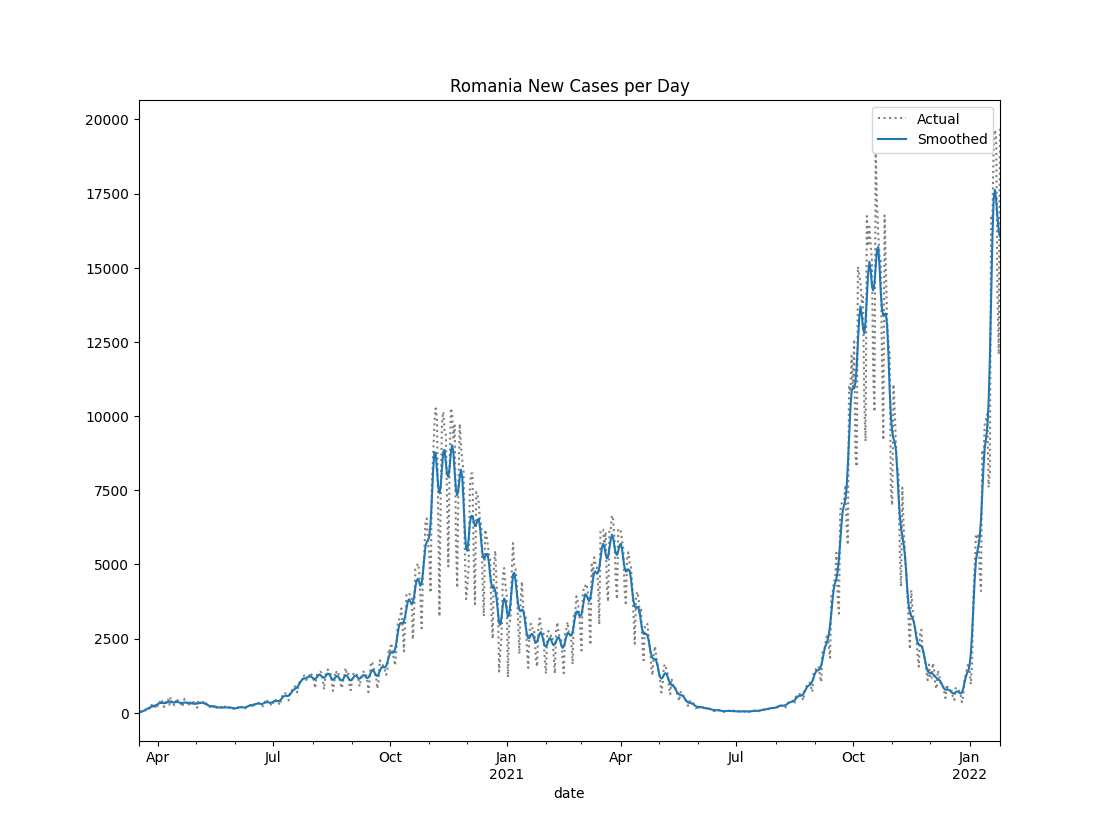 Romania New Cases per Day
Actual
Smoothed
20000
17500
15000
12500
10000
7500
5000
2500
0
Apr
Jul
Oct
Jan
2021
Apr
Jul
Oct
Jan
2022
date